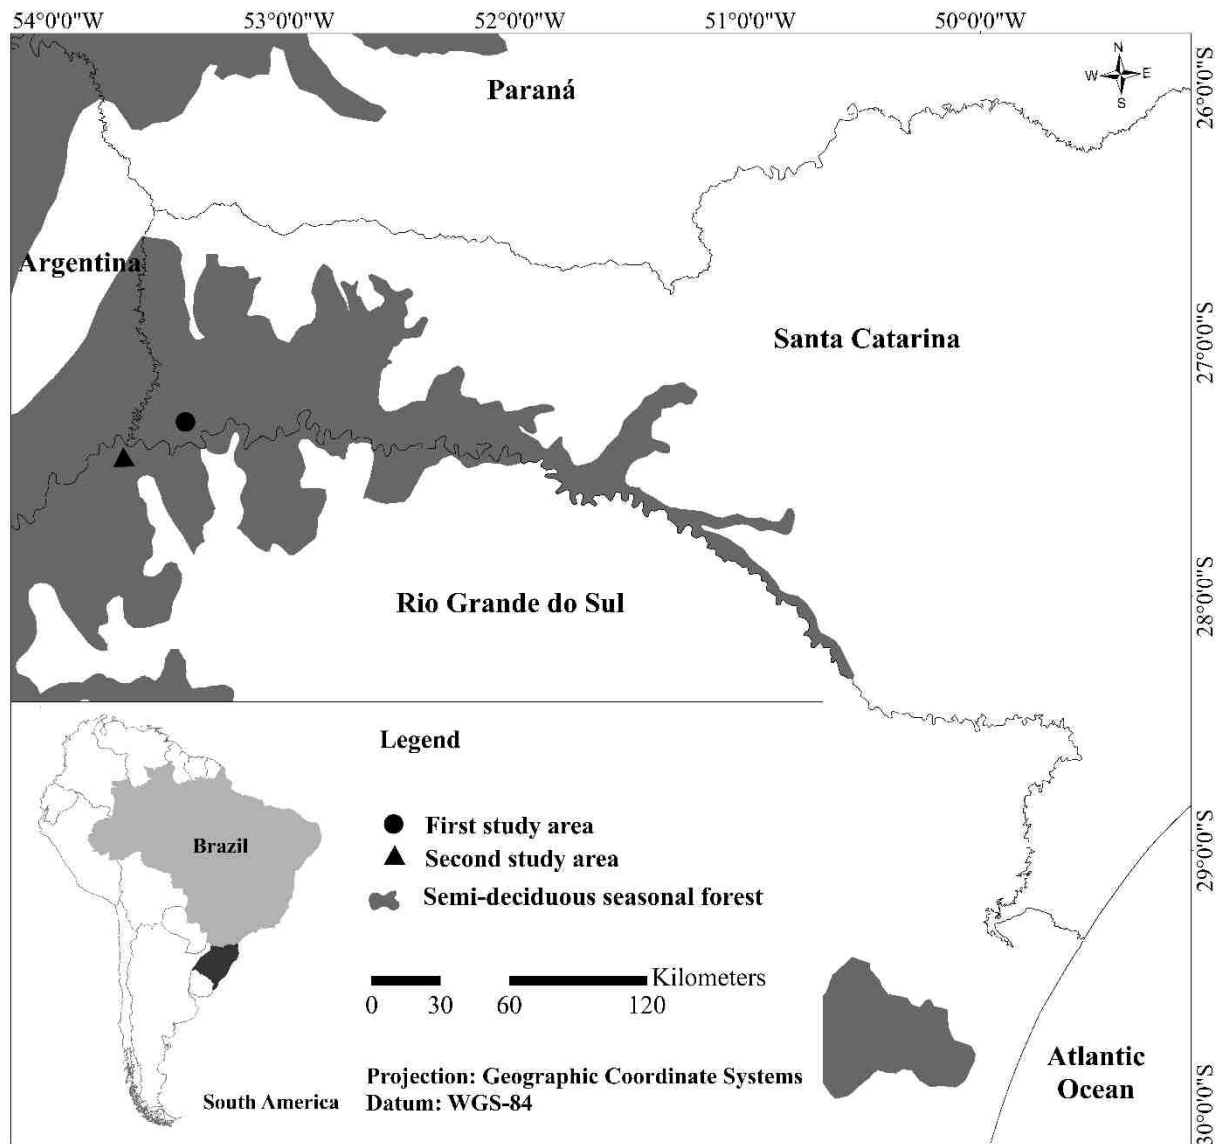 54°0'0"W 53°0'0"W 52°0'0"W 51°0'0"W 50°0'0"W
N
W E
S
Paraná
26°0'0"S
Argentina
Santa Catarina
27°0'0"S
Rio Grande do Sul
28°0'0"S
Legend
First study area
Second study area
Semi-deciduous seasonal forest
Brazil
29°0'0"S
Kilometers
0 30 60 120
Projection: Geographic Coordinate Systems
Datum: WGS-84
South America
Atlantic
Ocean
30°0'0"S